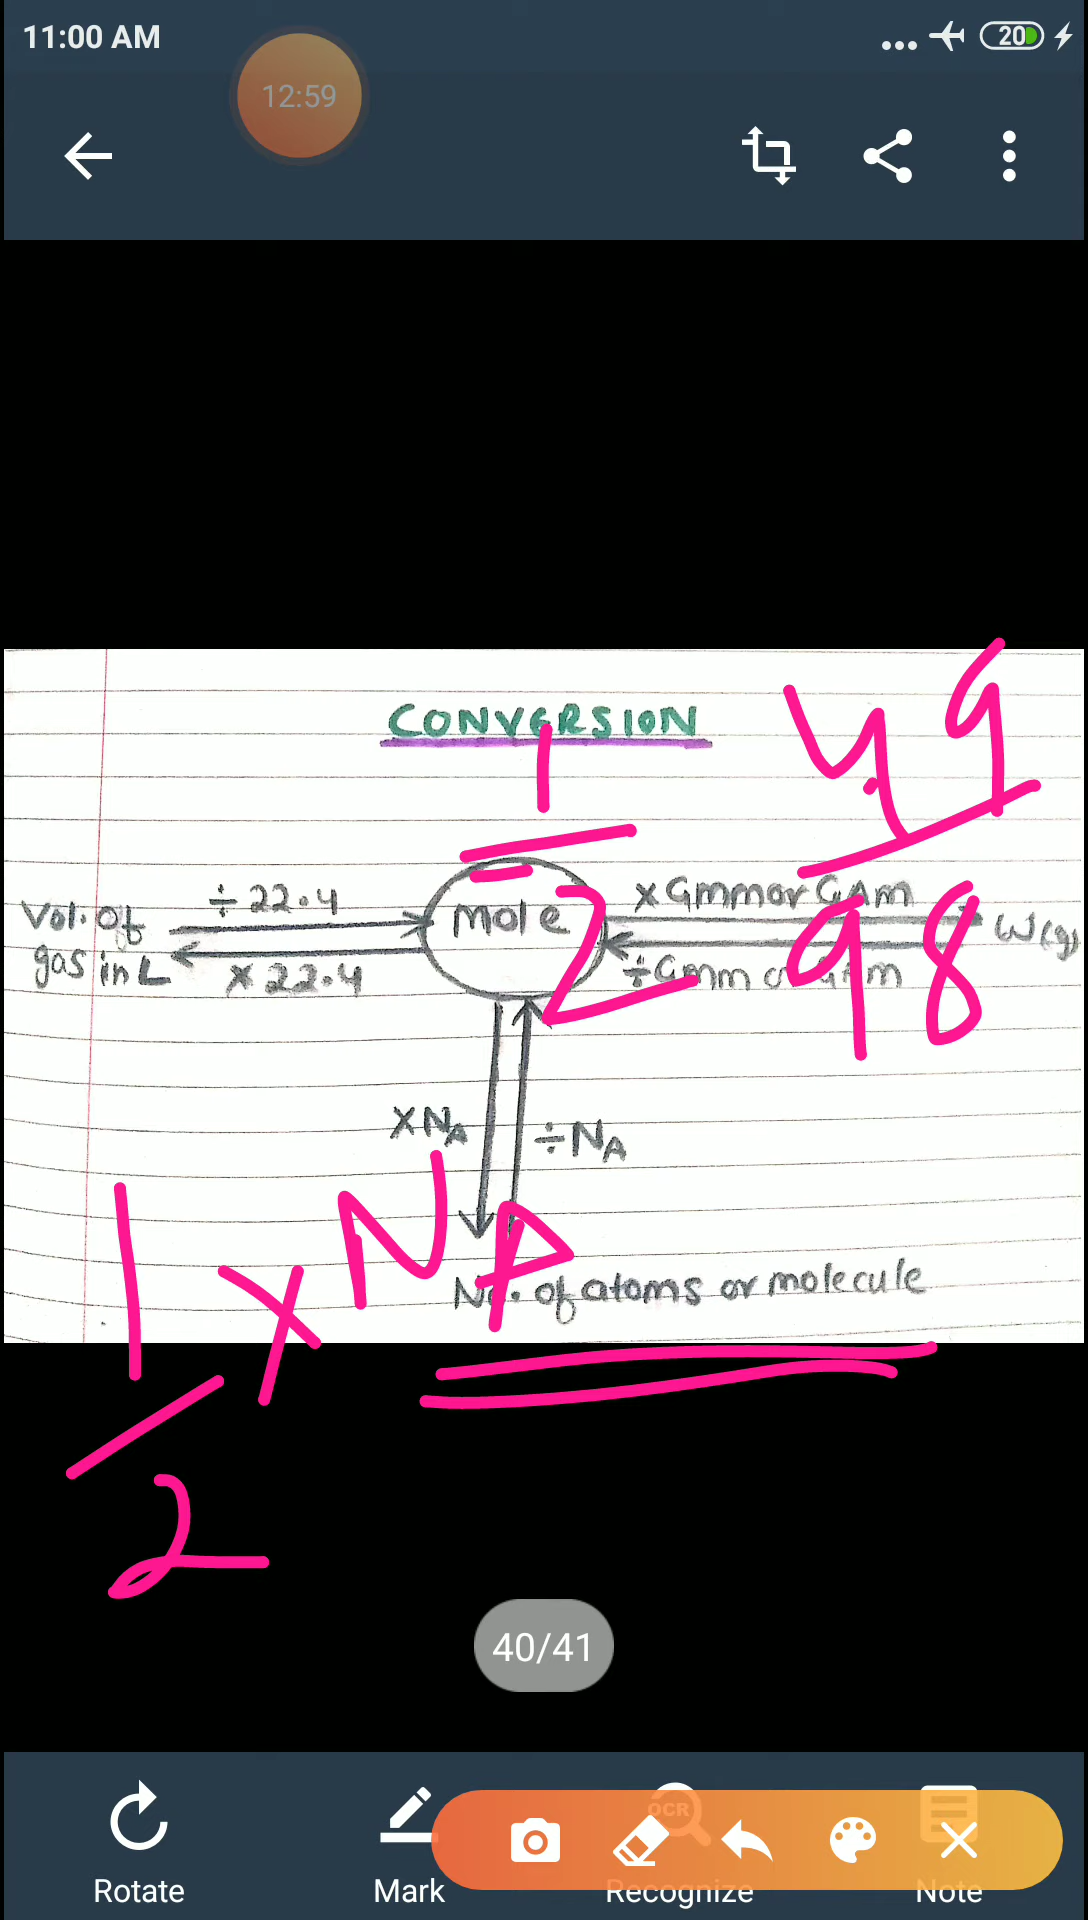 11:00 AM
20
12:59
CONVERSION
1
49
98
2
Vol. Of
gas in L
÷ 22.4
× 22.4
mole
× Gmm or GAm
÷ Gmm or GAm
W(g)
× NA
÷ NA
1/2 × NA
No. of atoms or molecule
40/41
OCR
Rotate
Mark
Recognize
Note